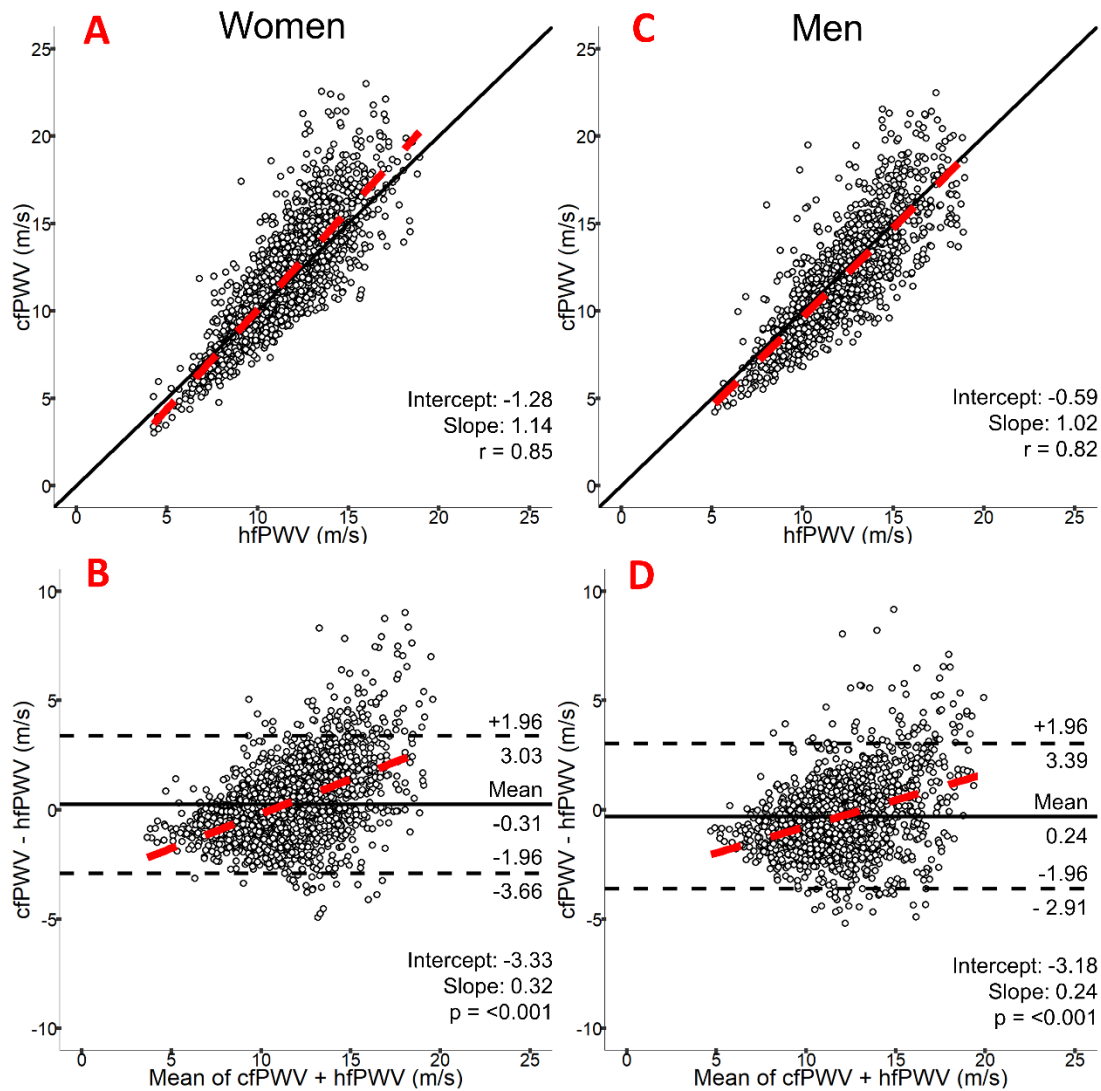 A
Women
25
20
15
10
5
0
cfPWV (m/s)
Intercept: -1.28
Slope: 1.14
r = 0.85
0 5 10 15 20 25
hfPWV (m/s)
C
Men
25
20
15
10
5
0
cfPWV (m/s)
Intercept: -0.59
Slope: 1.02
r = 0.82
0 5 10 15 20 25
hfPWV (m/s)
B
10
5
0
-5
-10
cfPWV - hfPWV (m/s)
+1.96
3.03
Mean
-0.31
-1.96
-3.66
Intercept: -3.33
Slope: 0.32
p = <0.001
0 5 10 15 20 25
Mean of cfPWV + hfPWV (m/s)
D
10
5
0
-5
-10
cfPWV - hfPWV (m/s)
+1.96
3.39
Mean
0.24
-1.96
- 2.91
Intercept: -3.18
Slope: 0.24
p = <0.001
0 5 10 15 20 25
Mean of cfPWV + hfPWV (m/s)